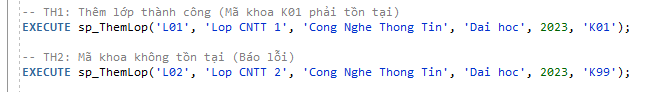 -- TH1: Thêm lớp thành công (Mã khoa K01 phải tồn tại)
EXECUTE sp_ThemLop('L01', 'Lop CNTT 1', 'Cong Nghe Thong Tin', 'Dai hoc', 2023, 'K01');
-- TH2: Mã khoa không tồn tại (Báo lỗi)
EXECUTE sp_ThemLop('L02', 'Lop CNTT 2', 'Cong Nghe Thong Tin', 'Dai hoc', 2023, 'K99');